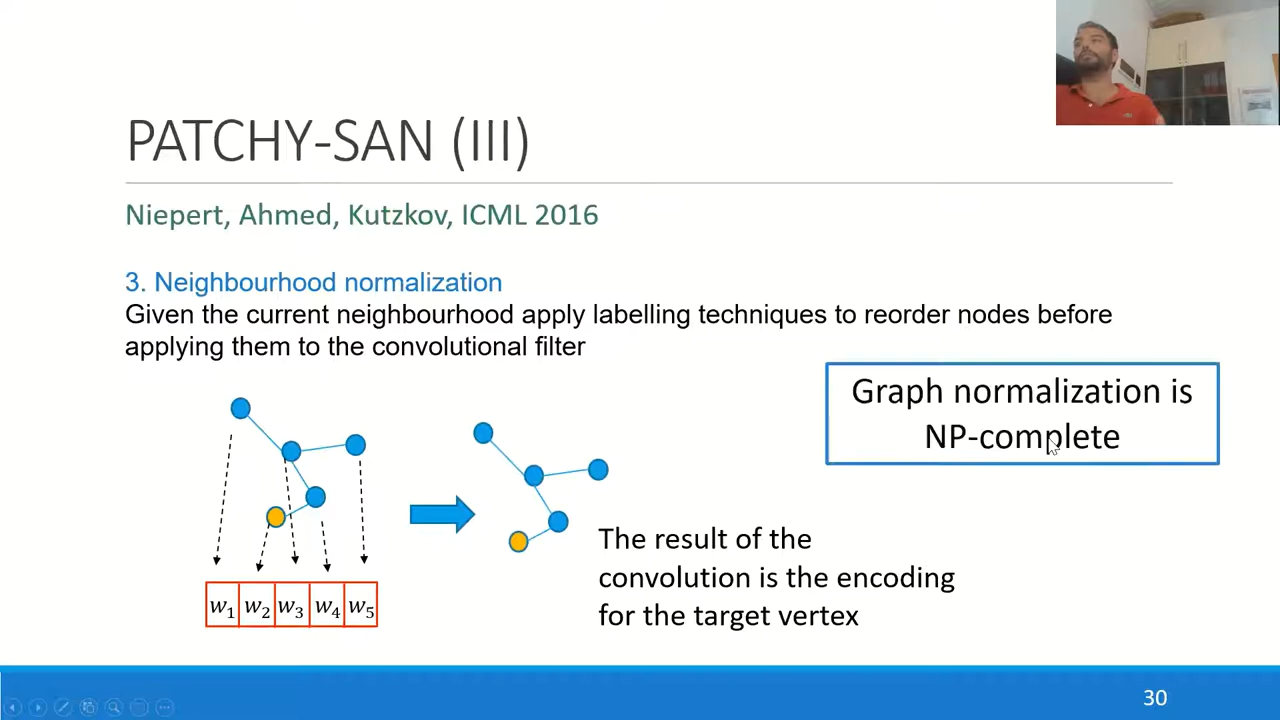 PATCHY-SAN (III)
Niepert, Ahmed, Kutzkov, ICML 2016
3. Neighbourhood normalization
Given the current neighbourhood apply labelling techniques to reorder nodes before
applying them to the convolutional filter
Graph normalization is
NP-complete
w₁ w₂ w₃ w₄ w₅
The result of the
convolution is the encoding
for the target vertex
30